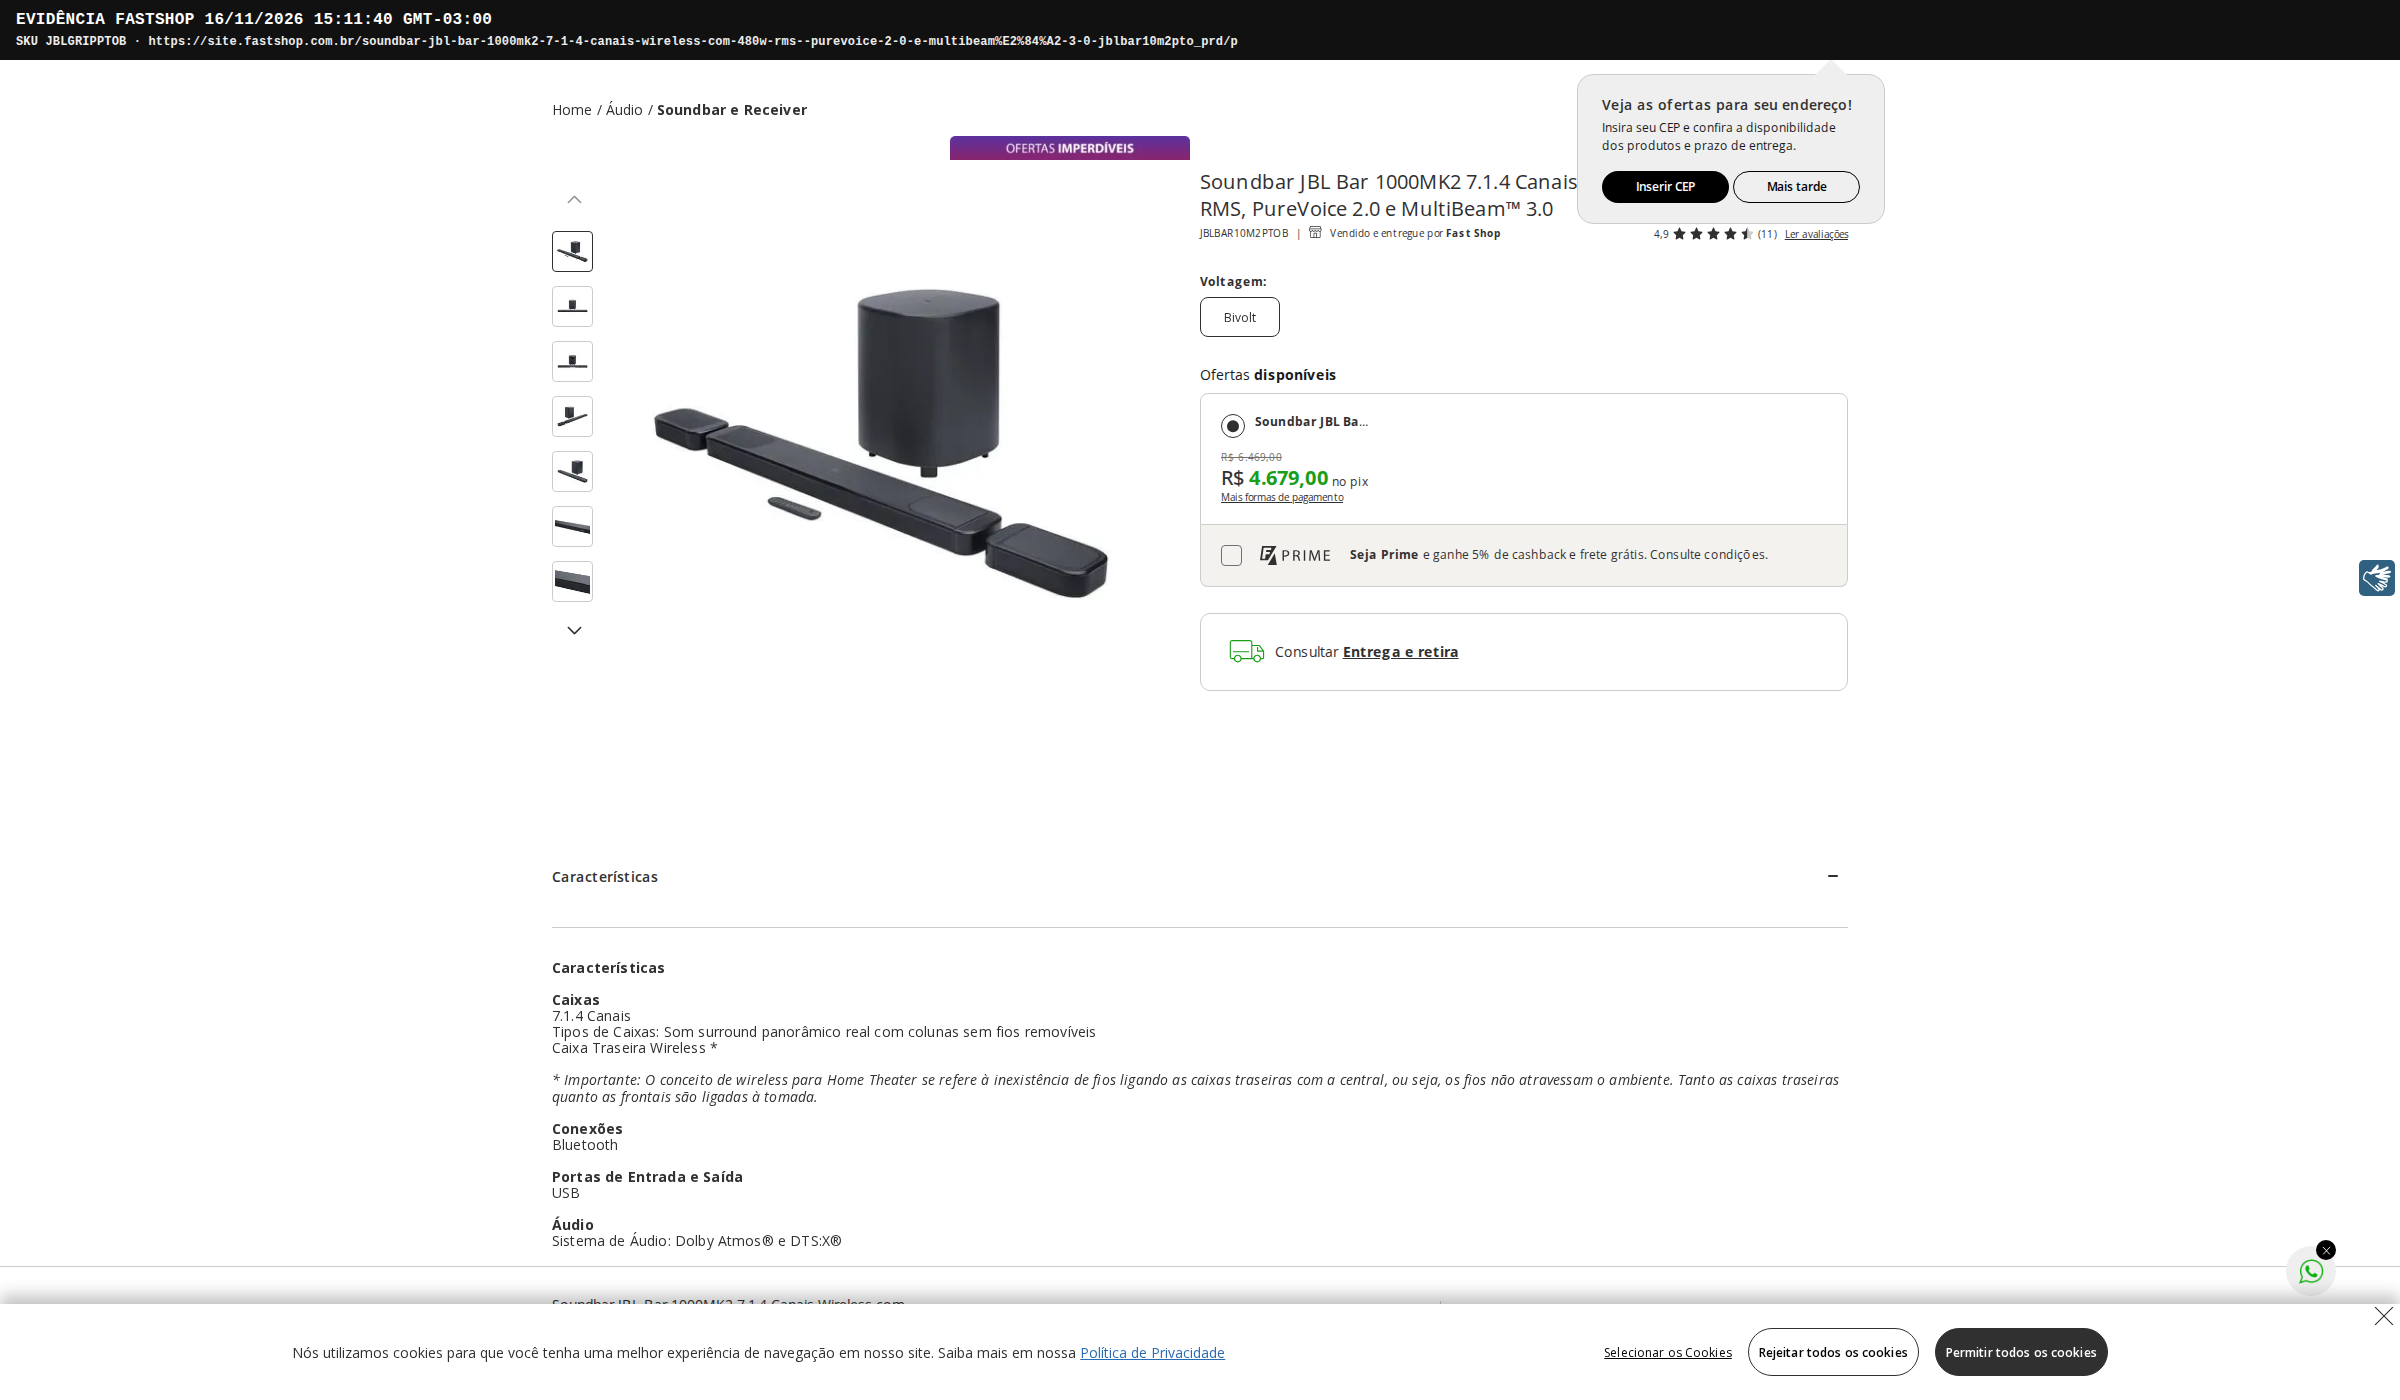 EVIDÊNCIA FASTSHOP 16/11/2026 15:11:40 GMT-03:00
SKU JBLGRIPPTOB · https://site.fastshop.com.br/soundbar-jbl-bar-1000mk2-7-1-4-canais-wireless-com-480w-rms--purevoice-2-0-e-multibeam%E2%84%A2-3-0-jblbar10m2pto_prd/p
Home / Áudio / Soundbar e Receiver
Veja as ofertas para seu endereço!
Insira seu CEP e confira a disponibilidade
dos produtos e prazo de entrega.
Inserir CEP
Mais tarde
OFERTAS IMPERDÍVEIS
Soundbar JBL Bar 1000MK2 7.1.4 Canais
RMS, PureVoice 2.0 e MultiBeam™ 3.0
JBLBAR10M2PTOB | Vendido e entregue por Fast Shop
4,9 (11) Ler avaliações
Voltagem:
Bivolt
Ofertas disponíveis
Soundbar JBL Ba...
R$ 6.469,00
R$ 4.679,00 no pix
Mais formas de pagamento
PRIME Seja Prime e ganhe 5% de cashback e frete grátis. Consulte condições.
Consultar Entrega e retira
Características
Características
Caixas
7.1.4 Canais
Tipos de Caixas: Som surround panorâmico real com colunas sem fios removíveis
Caixa Traseira Wireless *
* Importante: O conceito de wireless para Home Theater se refere à inexistência de fios ligando as caixas traseiras com a central, ou seja, os fios não atravessam o ambiente. Tanto as caixas traseiras
quanto as frontais são ligadas à tomada.
Conexões
Bluetooth
Portas de Entrada e Saída
USB
Áudio
Sistema de Áudio: Dolby Atmos® e DTS:X®
Soundbar JBL Bar 1000MK2 7.1.4 Canais Wireless com
Nós utilizamos cookies para que você tenha uma melhor experiência de navegação em nosso site. Saiba mais em nossa Política de Privacidade
Selecionar os Cookies
Rejeitar todos os cookies
Permitir todos os cookies